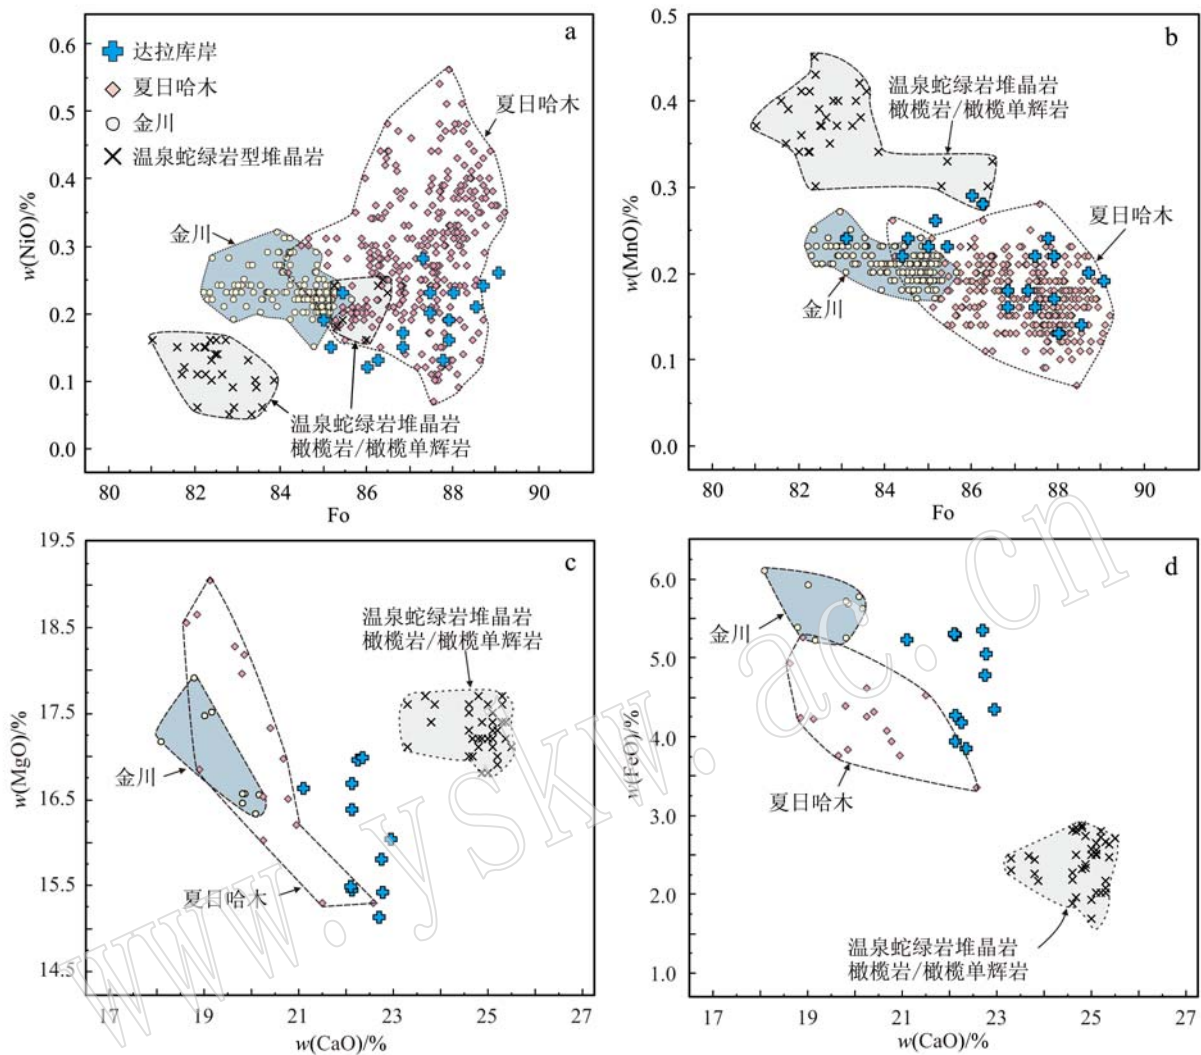 a
达拉库岸
夏日哈木
金川
温泉蛇绿岩型堆晶岩
夏日哈木
金川
温泉蛇绿岩堆晶岩
橄榄岩/橄榄单辉岩
w(NiO)/%
0.6
0.5
0.4
0.3
0.2
0.1
0.0
80 82 84 86 88 90
Fo
b
温泉蛇绿岩堆晶岩
橄榄岩/橄榄单辉岩
夏日哈木
金川
w(MnO)/%
0.5
0.4
0.3
0.2
0.1
0.0
80 82 84 86 88 90
Fo
c
温泉蛇绿岩堆晶岩
橄榄岩/橄榄单辉岩
金川
夏日哈木
w(MgO)/%
19.5
18.5
17.5
16.5
15.5
14.5
17 19 21 23 25 27
w(CaO)/%
d
金川
夏日哈木
温泉蛇绿岩堆晶岩
橄榄岩/橄榄单辉岩
w(FeO)/%
6.0
5.0
4.0
3.0
2.0
1.0
17 19 21 23 25 27
w(CaO)/%
www.yskw.ac.cn